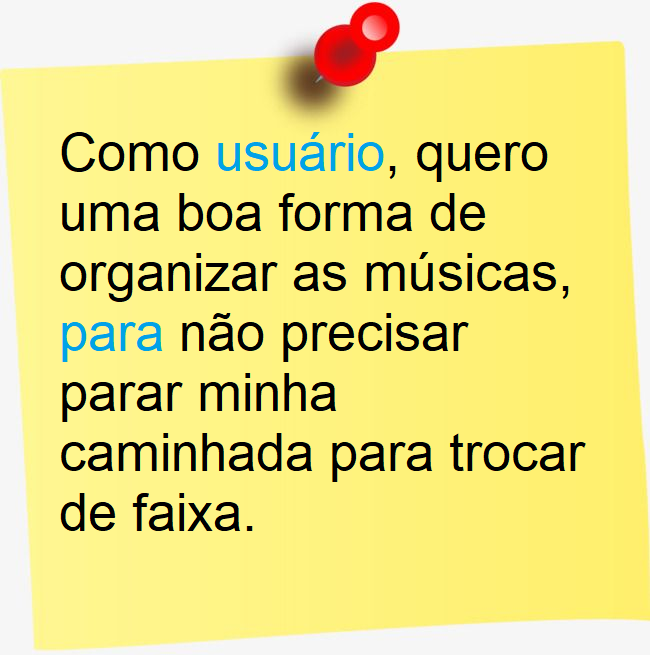 Como usuário, quero
uma boa forma de
organizar as músicas,
para não precisar
parar minha
caminhada para trocar
de faixa.